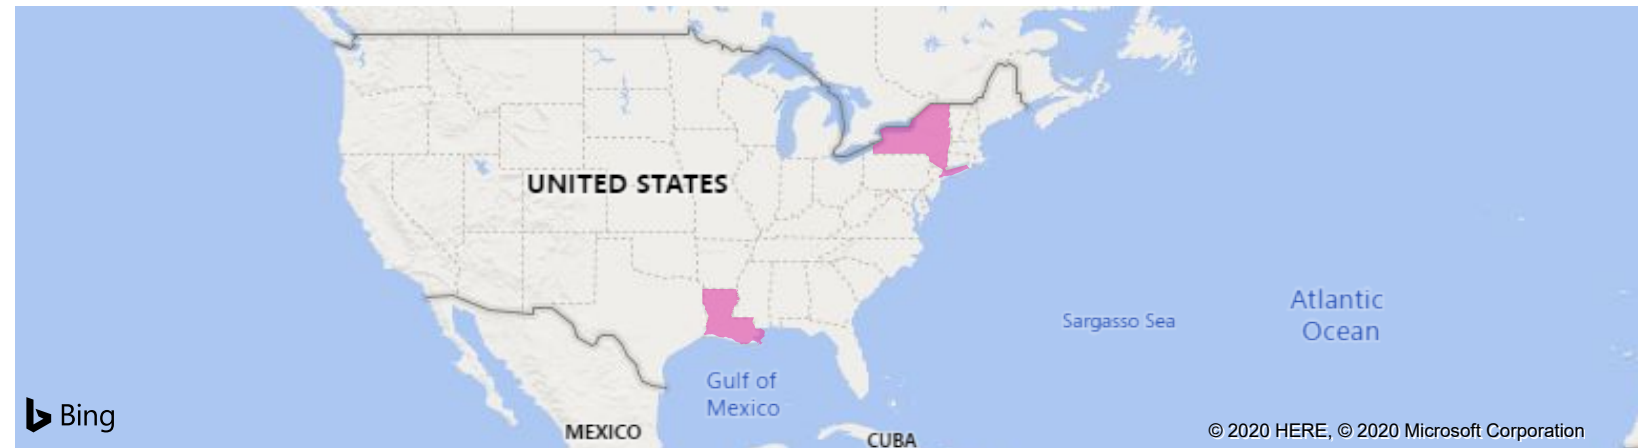 UNITED STATES
Atlantic
Ocean
Sargasso Sea
Gulf of
Mexico
Bing
MEXICO
CUBA
© 2020 HERE, © 2020 Microsoft Corporation